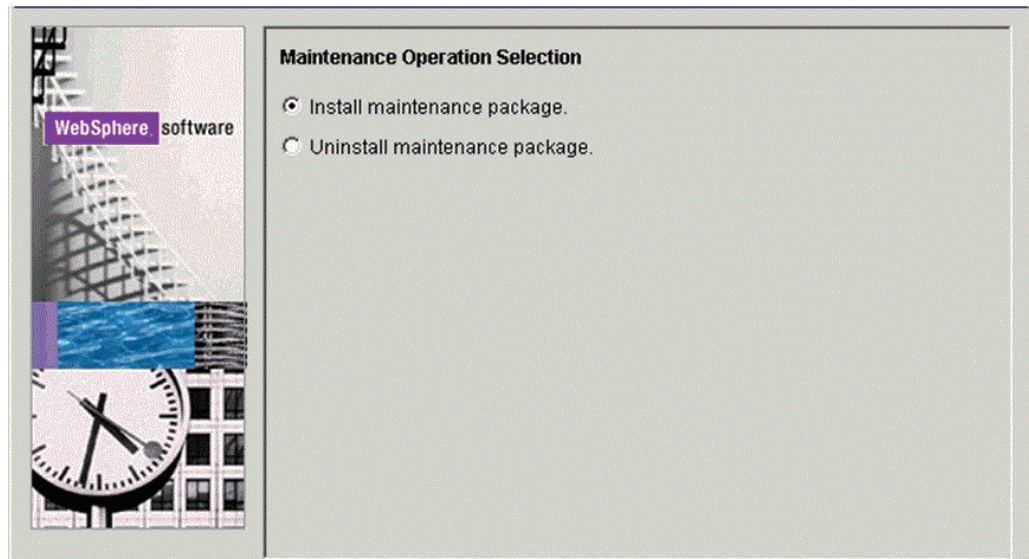 WebSphere. software
Maintenance Operation Selection
Install maintenance package.
Uninstall maintenance package.